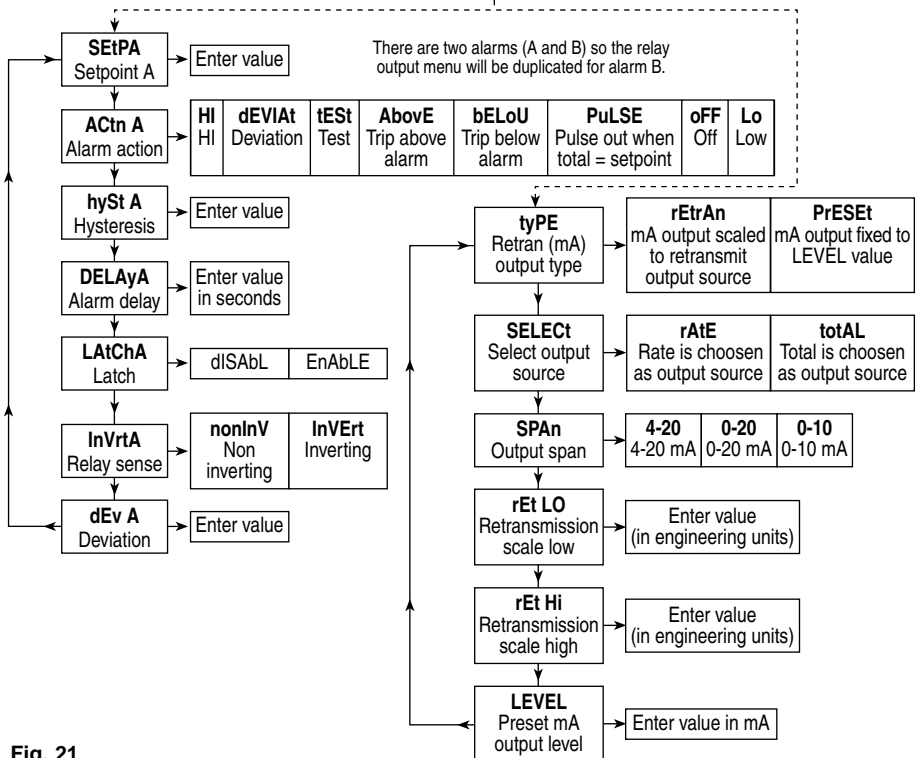 There are two alarms (A and B) so the relay
output menu will be duplicated for alarm B.
SEtPA
Setpoint A
Enter value
ACtn A
Alarm action
HI
HI
dEVIAt
Deviation
tESt
Test
AbovE
Trip above
alarm
bELoU
Trip below
alarm
PuLSE
Pulse out when
total = setpoint
oFF
Off
Lo
Low
hySt A
Hysteresis
Enter value
DELAyA
Alarm delay
Enter value
in seconds
LAtChA
Latch
dISAbL
EnAbLE
InVrtA
Relay sense
nonInV
Non
inverting
InVErt
Inverting
dEv A
Deviation
Enter value
tyPE
Retran (mA)
output type
rEtrAn
mA output scaled
to retransmit
output source
PrESEt
mA output fixed to
LEVEL value
SELECt
Select output
source
rAtE
Rate is choosen
as output source
totAL
Total is choosen
as output source
SPAn
Output span
4-20
4-20 mA
0-20
0-20 mA
0-10
0-10 mA
rEt LO
Retransmission
scale low
Enter value
(in engineering units)
rEt Hi
Retransmission
scale high
Enter value
(in engineering units)
LEVEL
Preset mA
output level
Enter value in mA
Fig. 21